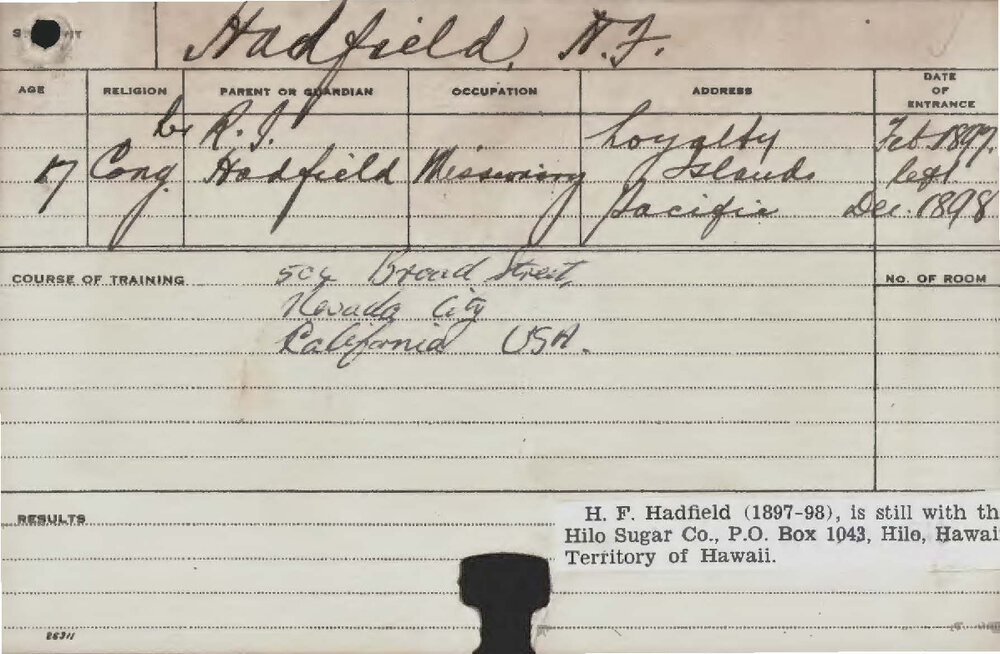 Hadfield, H. F.
AGE
RELIGION
PARENT OR GUARDIAN
OCCUPATION
ADDRESS
DATE OF ENTRANCE
17
Cong.
R. J.
Hadfield
Missionary
Loyalty
Islands
Pacific
Feb. 1897.
left
Dec. 1898
COURSE OF TRAINING
No. OF ROOM
504 Broad Street,
Nevada City
California USA.
RESULTS
H. F. Hadfield (1897-98), is still with th
Hilo Sugar Co., P.O. Box 1043, Hilo, Hawai
Territory of Hawaii.
26311